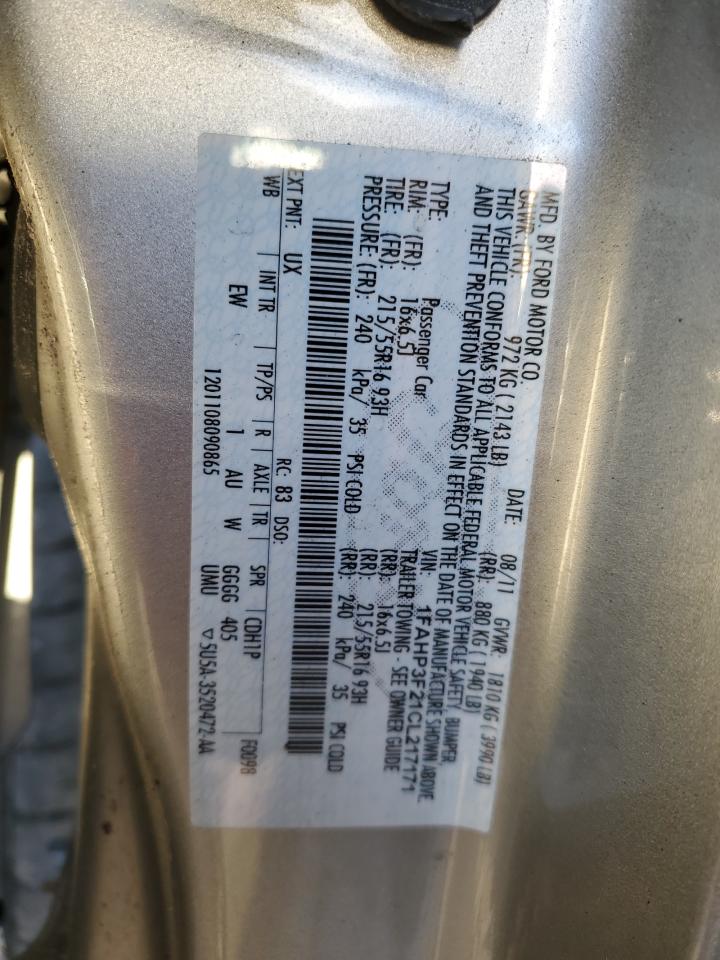 MFD. BY FORD MOTOR CO.
DATE: 08/11 GVWR: 1810 KG ( 3990 LB)
GAWR: (FR): 972 KG ( 2143 LB) (RR): 880 KG ( 1940 LB)
THIS VEHICLE CONFORMS TO ALL APPLICABLE FEDERAL MOTOR VEHICLE SAFETY, BUMPER
AND THEFT PREVENTION STANDARDS IN EFFECT ON THE DATE OF MANUFACTURE SHOWN ABOVE.
VIN: 1FAHP3F21CL217171
TYPE: Passenger Car TRAILER TOWING - SEE OWNER GUIDE
RIM: (FR): 16x6.5J (RR): 16x6.5J
TIRE: (FR): 215/55R16 93H (RR): 215/55R16 93H
PRESSURE: (FR): 240 kPa/ 35 PSI COLD (RR): 240 kPa/ 35 PSI COLD
EXT PNT: UX RC: 83 DSO: F0098
WB INT TR TP/PS R AXLE TR SPR CDH1P
EW 1 AU W GGGG 405
1201108090865 UMU ▽5U5A-3520472-AA